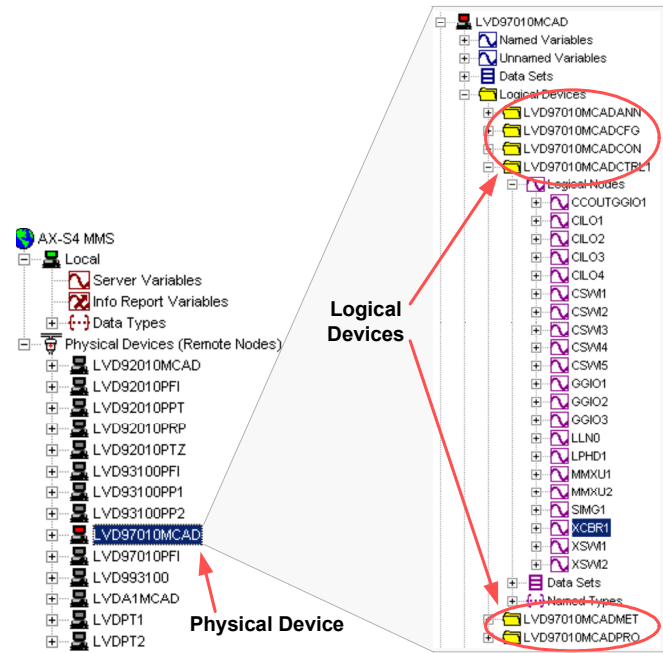 AX-S4 MMS
Local
Server Variables
Info Report Variables
Data Types
Physical Devices (Remote Nodes)
LVD92010MCAD
LVD92010PFI
LVD92010PPT
LVD92010PRP
LVD92010PTZ
LVD93100PFI
LVD93100PP1
LVD93100PP2
LVD97010MCAD
LVD97010PFI
LVD993100
LVDA1MCAD
LVDPT1
LVDPT2
Physical Device
Logical
Devices
LVD97010MCAD
Named Variables
Unnamed Variables
Data Sets
Logical Devices
LVD97010MCADANN
LVD97010MCADCFG
LVD97010MCADCON
LVD97010MCADCTRL1
Logical Nodes
CCOUTGGIO1
CILO1
CILO2
CILO3
CILO4
CSWI1
CSWI2
CSWI3
CSWI4
CSWI5
GGIO1
GGIO2
GGIO3
LLN0
LPHD1
MMXU1
MMXU2
SIMG1
XCBR1
XSWI1
XSWI2
Data Sets
Named Types
LVD97010MCADMET
LVD97010MCADPRO